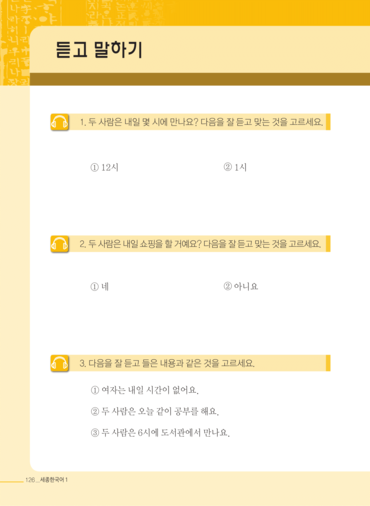 듣고 말하기
1. 두 사람은 내일 몇 시에 만나요? 다음을 잘 듣고 맞는 것을 고르세요.
① 12시
② 1시
2. 두 사람은 내일 쇼핑을 할 거예요? 다음을 잘 듣고 맞는 것을 고르세요.
① 네
② 아니요
3. 다음을 잘 듣고 들은 내용과 같은 것을 고르세요.
① 여자는 내일 시간이 없어요.
② 두 사람은 오늘 같이 공부를 해요.
③ 두 사람은 6시에 도서관에서 만나요.
126 _ 세종한국어 1